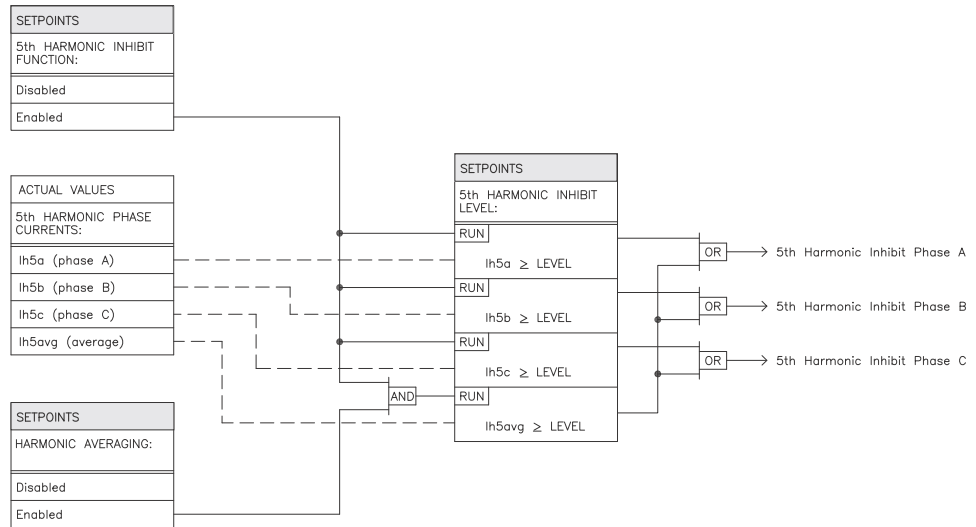 SETPOINTS
5th HARMONIC INHIBIT
FUNCTION:
Disabled
Enabled
ACTUAL VALUES
5th HARMONIC PHASE
CURRENTS:
Ih5a (phase A)
Ih5b (phase B)
Ih5c (phase C)
Ih5avg (average)
SETPOINTS
HARMONIC AVERAGING:
Disabled
Enabled
AND
SETPOINTS
5th HARMONIC INHIBIT
LEVEL:
RUN
Ih5a ≥ LEVEL
RUN
Ih5b ≥ LEVEL
RUN
Ih5c ≥ LEVEL
RUN
Ih5avg ≥ LEVEL
OR
5th Harmonic Inhibit Phase A
OR
5th Harmonic Inhibit Phase B
OR
5th Harmonic Inhibit Phase C